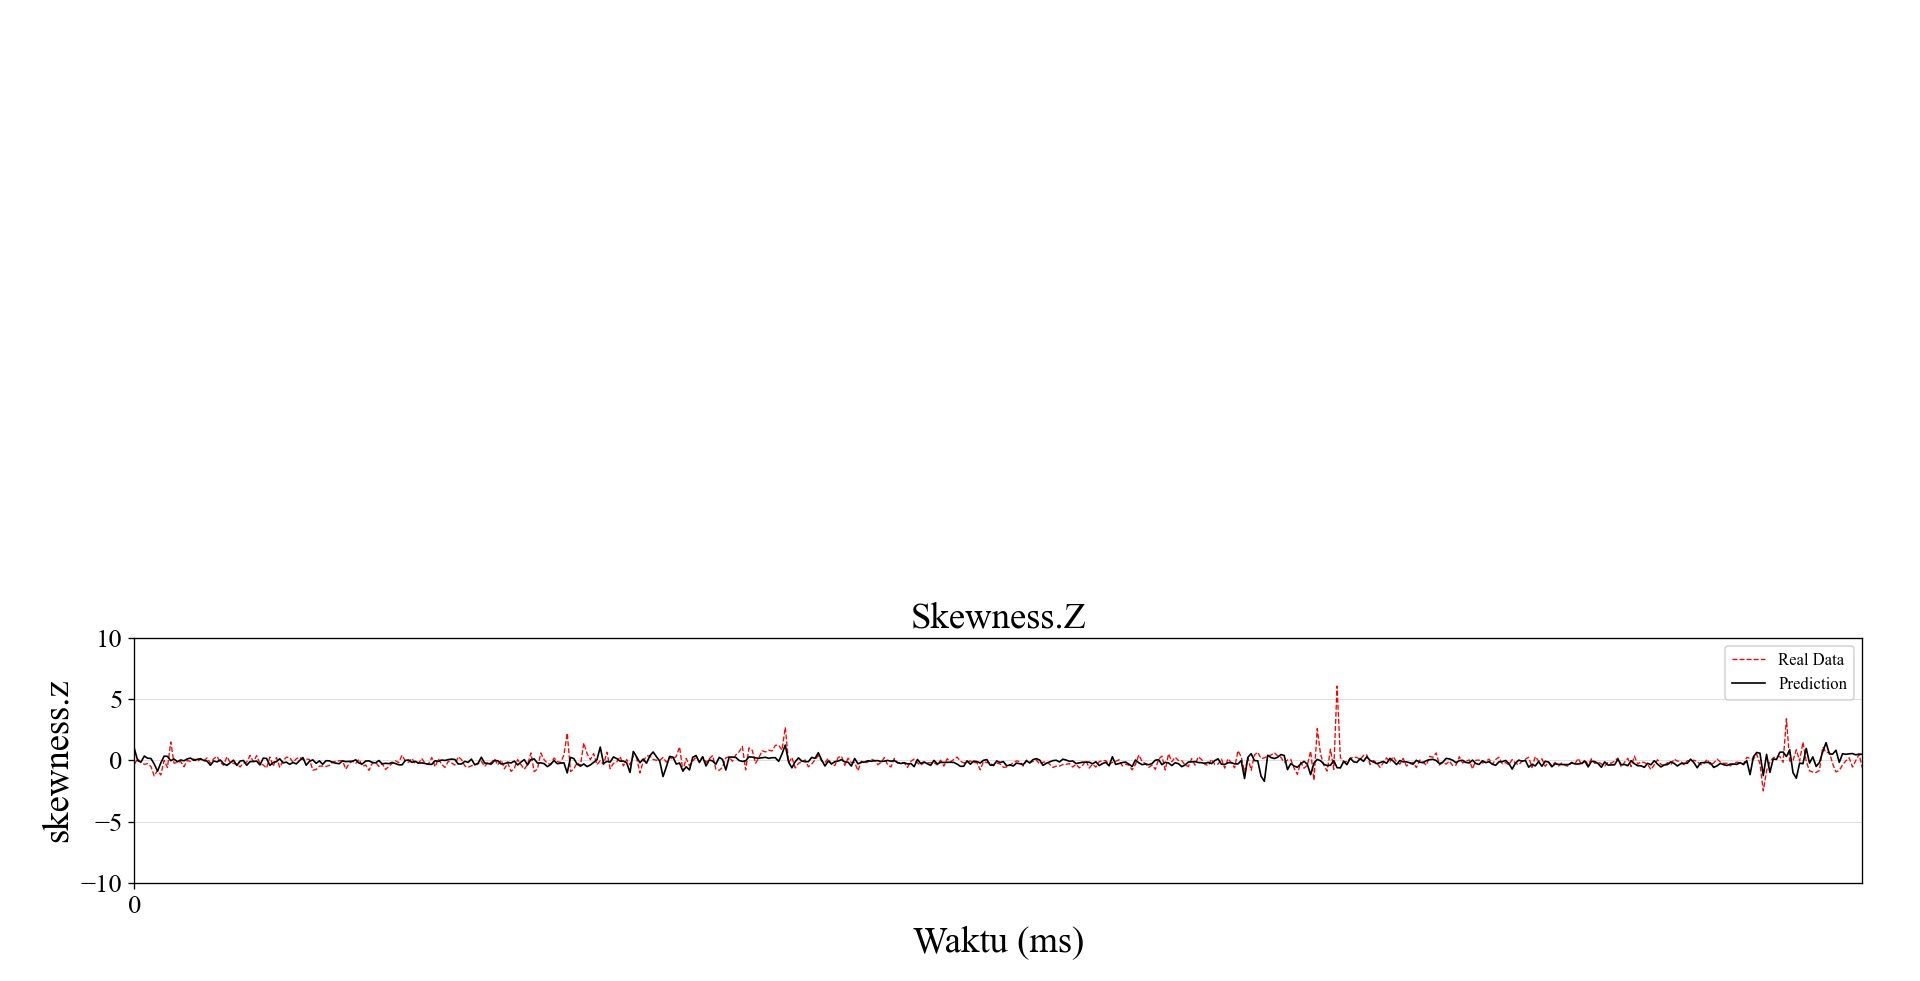 Skewness.Z
10
5
0
−5
−10
skewness.z
Real Data
Prediction
0
Waktu (ms)